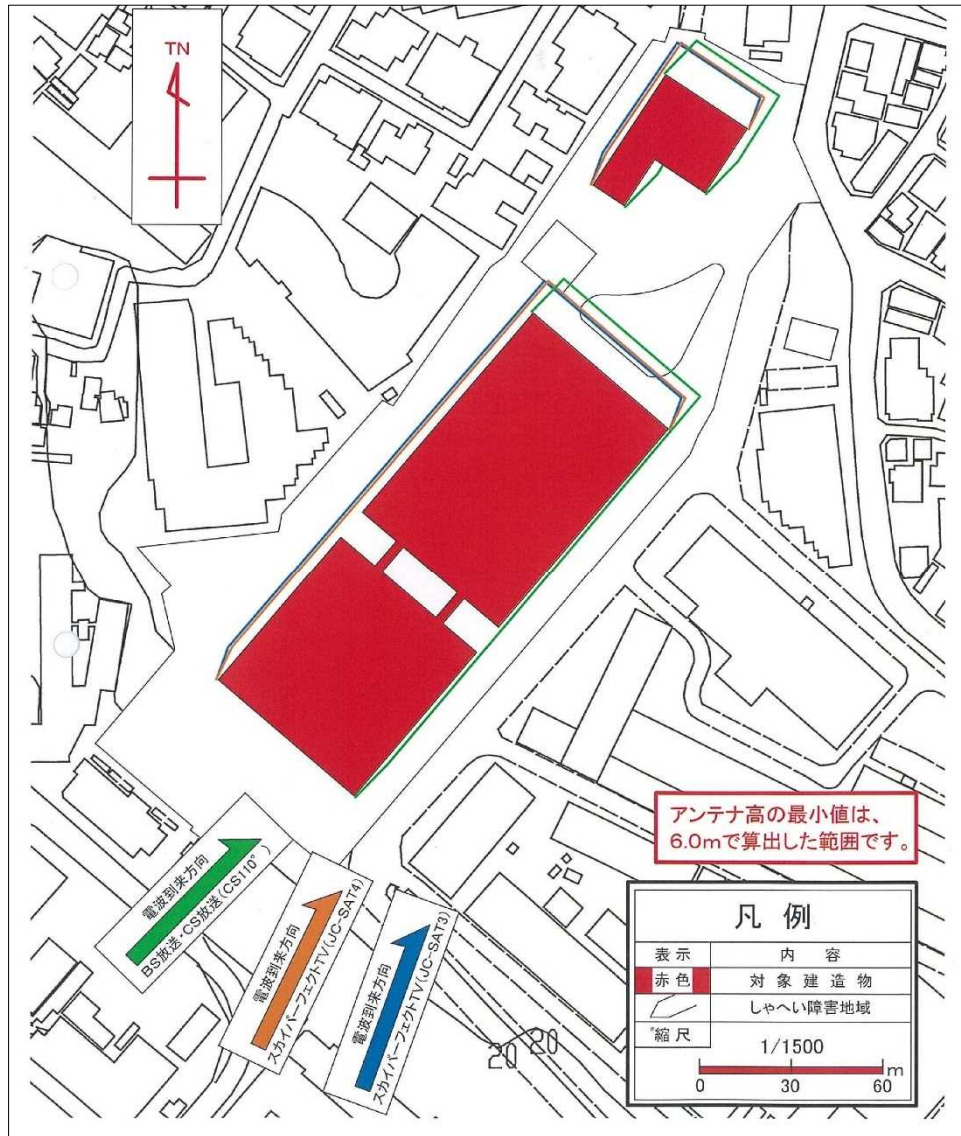 TN
電波到来方向
BS放送・CS放送(CS110°)
電波到来方向
スカイパーフェクトTV(JC-SAT4)
電波到来方向
スカイパーフェクトTV(JC-SAT3)
20 20
アンテナ高の最小値は、
6.0mで算出した範囲です。
凡例
表示 内容
赤色 対象建造物
しゃへい障害地域
縮尺 1/1500
0 30 60 m